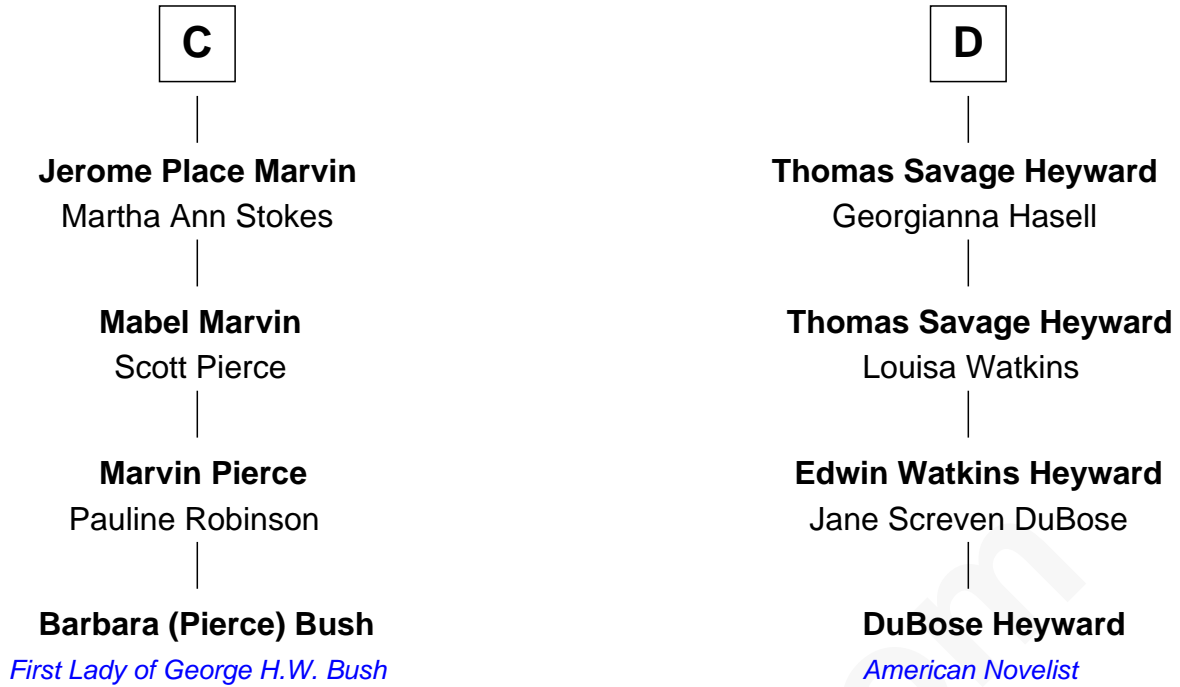 C
Jerome Place Marvin
Martha Ann Stokes
Mabel Marvin
Scott Pierce
Marvin Pierce
Pauline Robinson
Barbara (Pierce) Bush
First Lady of George H.W. Bush
D
Thomas Savage Heyward
Georgianna Hasell
Thomas Savage Heyward
Louisa Watkins
Edwin Watkins Heyward
Jane Screven DuBose
DuBose Heyward
American Novelist